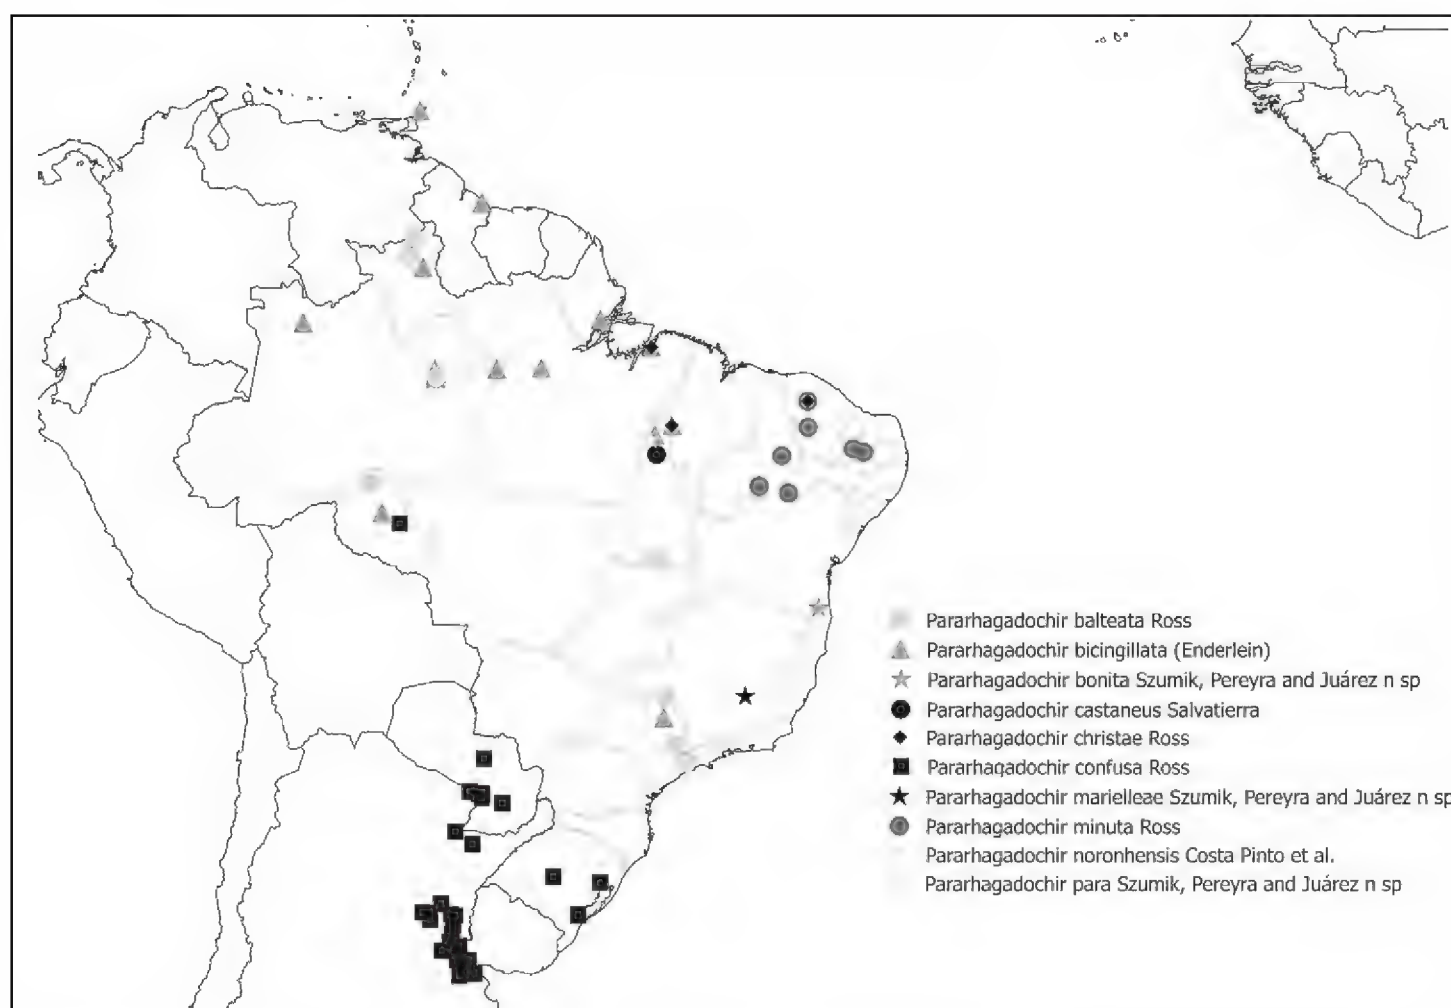 Pararhagadochir balteata Ross
Pararhagadochir bicingillata (Enderlein)
Pararhagadochir bonita Szumik, Pereyra and Juárez n sp
Pararhagadochir castaneus Salvatierra
Pararhagadochir christae Ross
Pararhagadochir confusa Ross
Pararhagadochir marielleae Szumik, Pereyra and Juárez n sp
Pararhagadochir minuta Ross
Pararhagadochir noronhensis Costa Pinto et al.
Pararhagadochir para Szumik, Pereyra and Juárez n sp